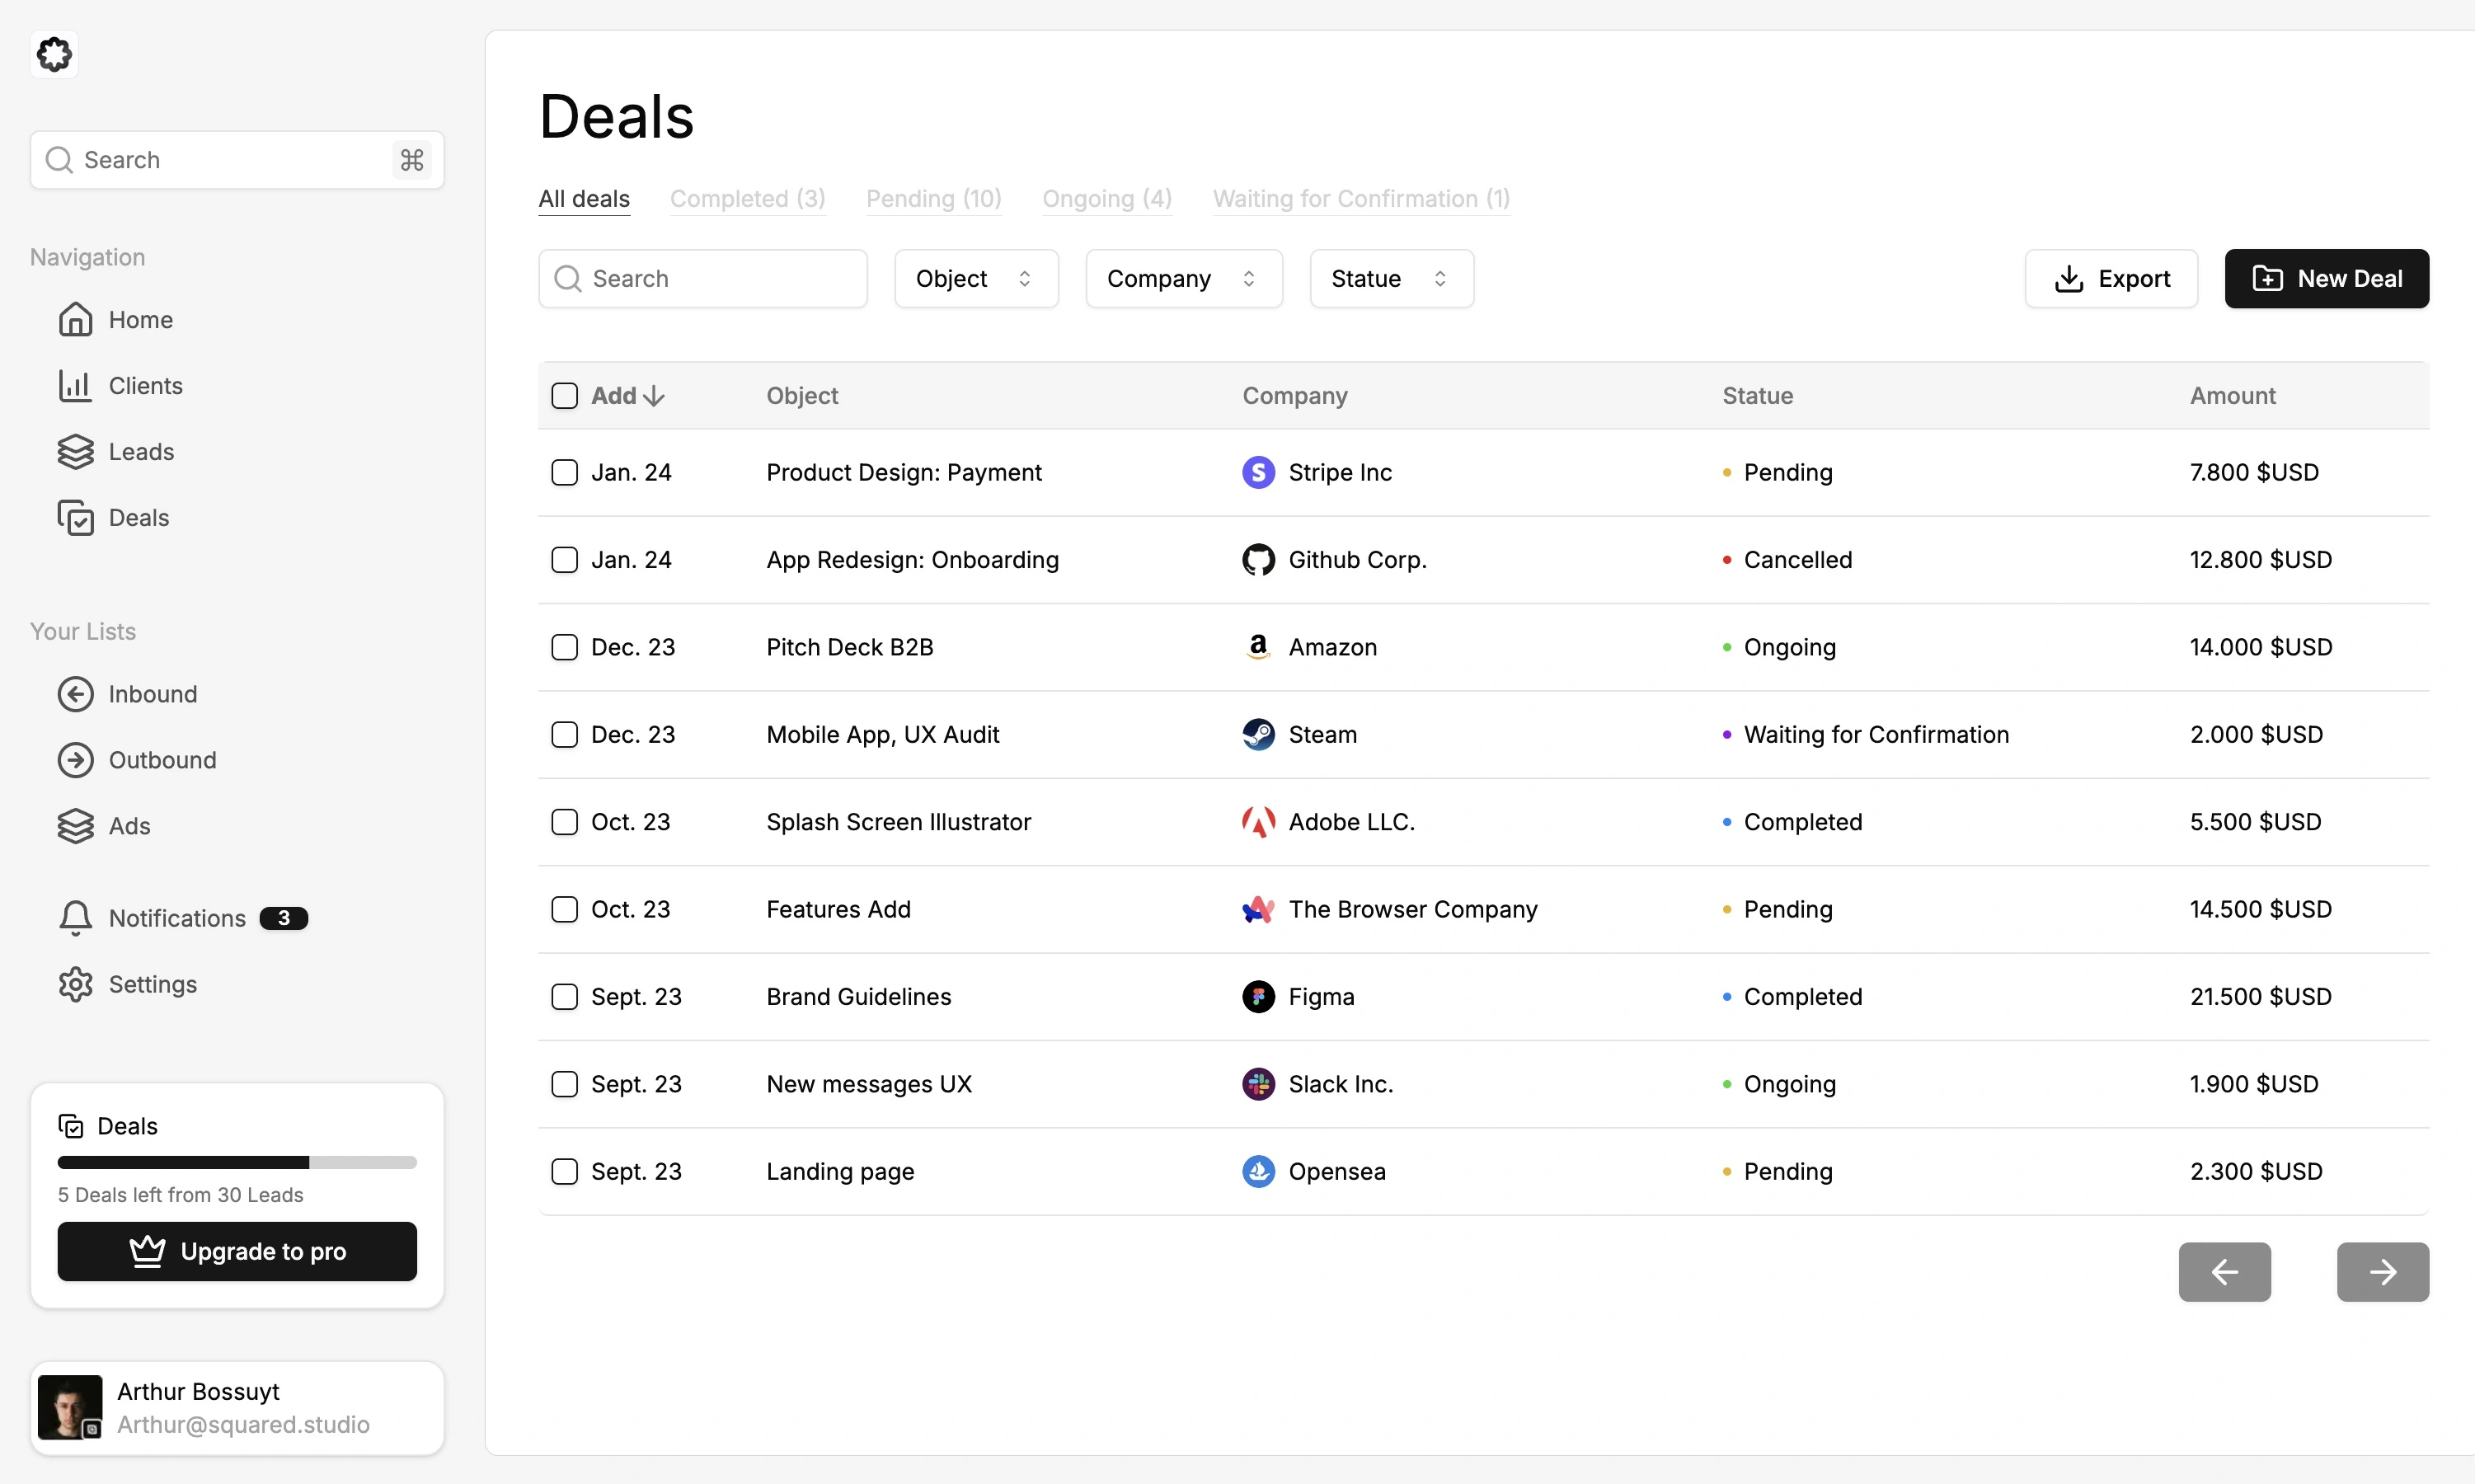 Search ⌘
Navigation
Home
Clients
Leads
Deals
Your Lists
Inbound
Outbound
Ads
Notifications 3
Settings
Deals
5 Deals left from 30 Leads
Upgrade to pro
Arthur Bossuyt
Arthur@squared.studio
Deals
All deals Completed (3) Pending (10) Ongoing (4) Waiting for Confirmation (1)
Search Object Company Statue Export New Deal
Add Object Company Statue Amount
Jan. 24 Product Design: Payment Stripe Inc Pending 7.800 $USD
Jan. 24 App Redesign: Onboarding Github Corp. Cancelled 12.800 $USD
Dec. 23 Pitch Deck B2B Amazon Ongoing 14.000 $USD
Dec. 23 Mobile App, UX Audit Steam Waiting for Confirmation 2.000 $USD
Oct. 23 Splash Screen Illustrator Adobe LLC. Completed 5.500 $USD
Oct. 23 Features Add The Browser Company Pending 14.500 $USD
Sept. 23 Brand Guidelines Figma Completed 21.500 $USD
Sept. 23 New messages UX Slack Inc. Ongoing 1.900 $USD
Sept. 23 Landing page Opensea Pending 2.300 $USD